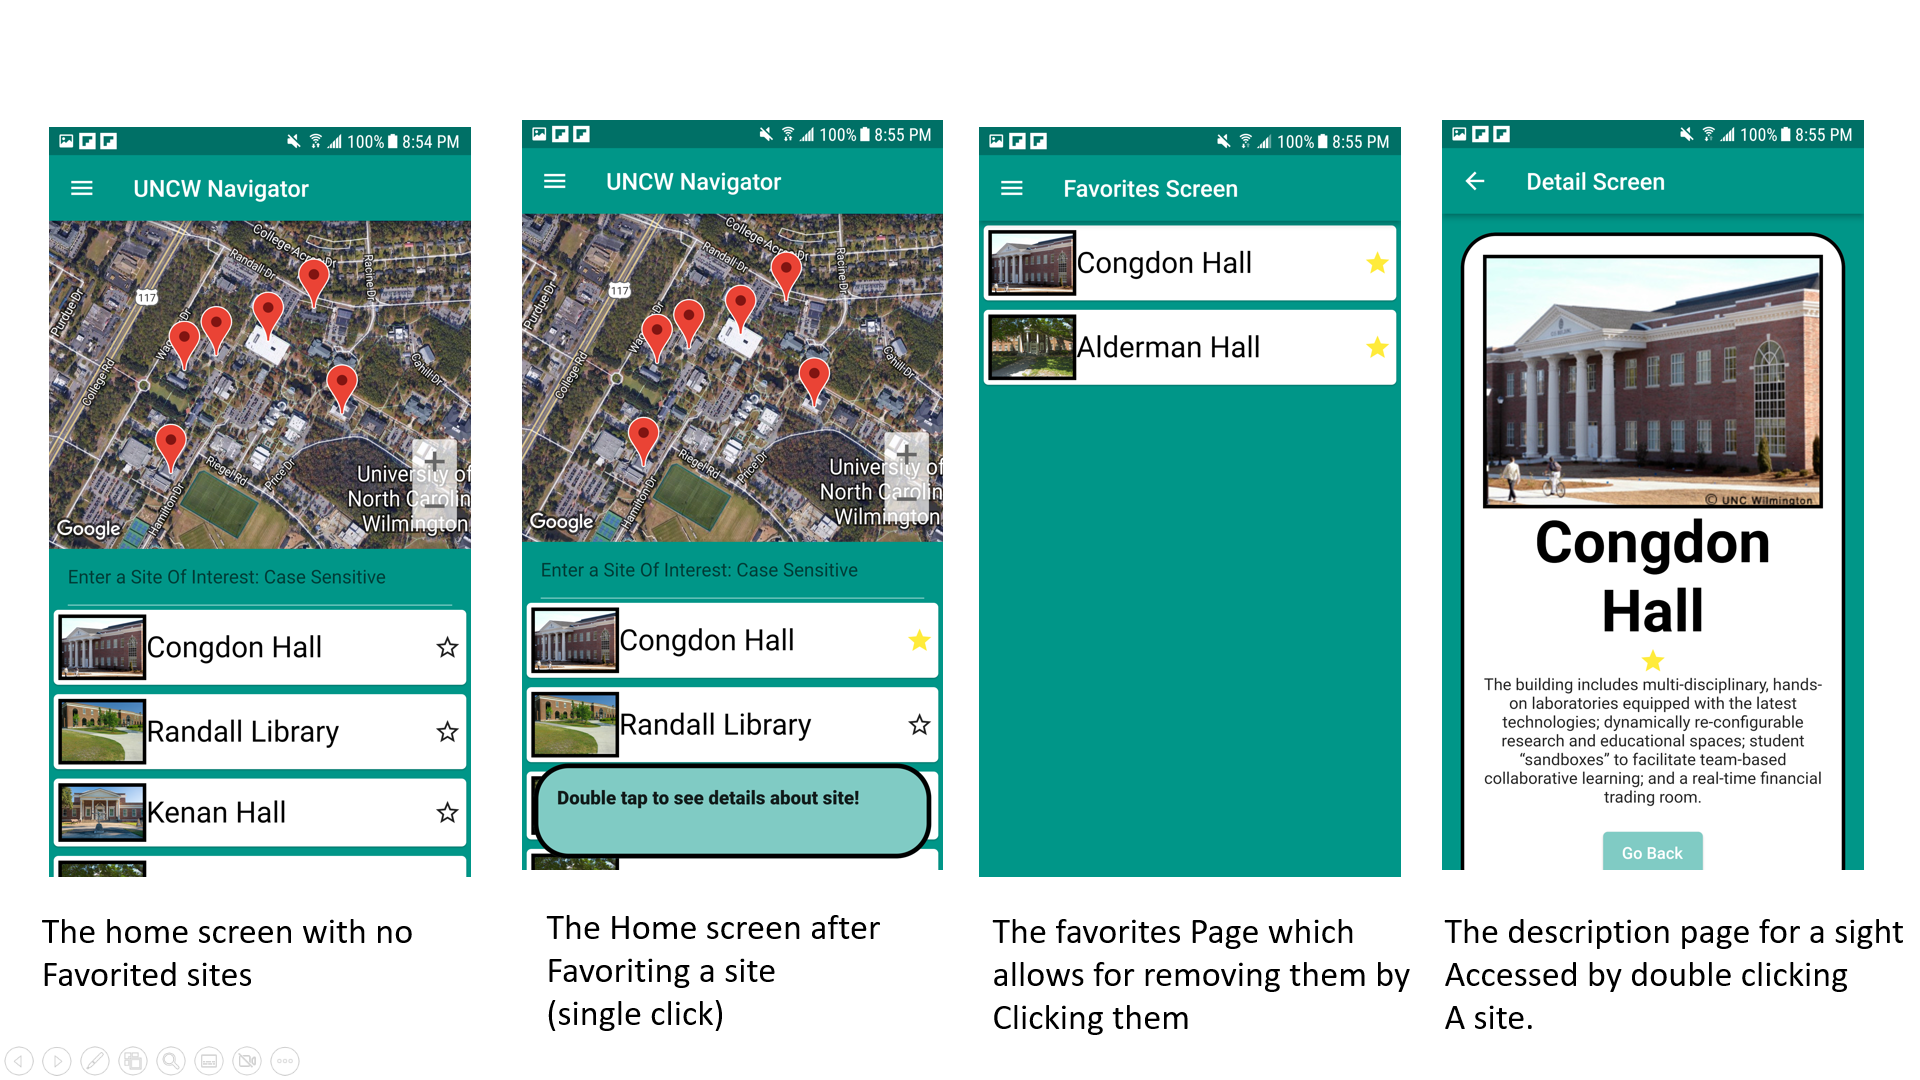 100% 8:54 PM
UNCW Navigator
College Acres Dr
Randall Dr
Racine Dr
117
Purdue Dr
College Rd
Cahill Dr
Riegel Rd
Price Dr
Hamilton Dr
University of
North Carolin
Wilmington
Google
Enter a Site Of Interest: Case Sensitive
Congdon Hall
Randall Library
Kenan Hall
The home screen with no
Favorited sites
100% 8:55 PM
UNCW Navigator
College Acre
Randall Dr
Racine Dr
117
Purdue Dr
College Rd
Cahill Dr
Riegel Rd
Price Dr
Hamilton Dr
University of
North Carolin
Wilmington
Google
Enter a Site Of Interest: Case Sensitive
Congdon Hall
Randall Library
Double tap to see details about site!
The Home screen after
Favoriting a site
(single click)
100% 8:55 PM
Favorites Screen
Congdon Hall
Alderman Hall
The favorites Page which
allows for removing them by
Clicking them
100% 8:55 PM
Detail Screen
© UNC Wilmington
Congdon
Hall
The building includes multi-disciplinary, hands-
on laboratories equipped with the latest
technologies; dynamically re-configurable
research and educational spaces; student
“sandboxes” to facilitate team-based
collaborative learning; and a real-time financial
trading room.
Go Back
The description page for a sight
Accessed by double clicking
A site.